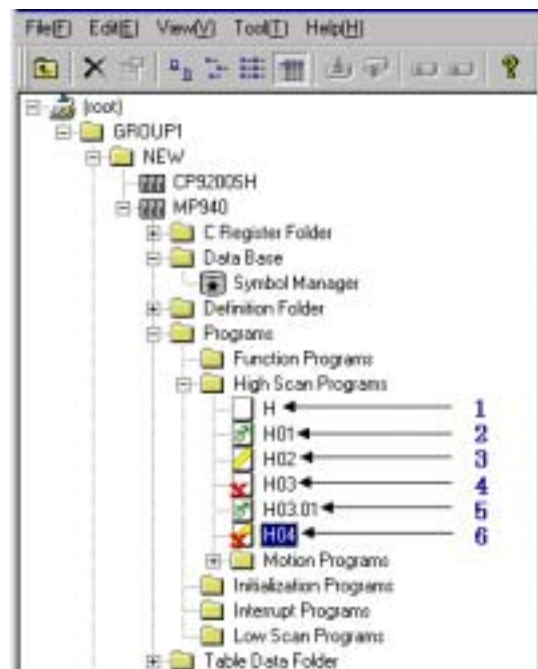 File(F) Edit(E) View(V) Tool(T) Help(H)
(root)
GROUP1
NEW
CP9200SH
MP940
C Register Folder
Data Base
Symbol Manager
Definition Folder
Programs
Function Programs
High Scan Programs
H 1
H01 2
H02 3
H03 4
H03.01 5
H04 6
Motion Programs
Initialization Programs
Interrupt Programs
Low Scan Programs
Table Data Folder